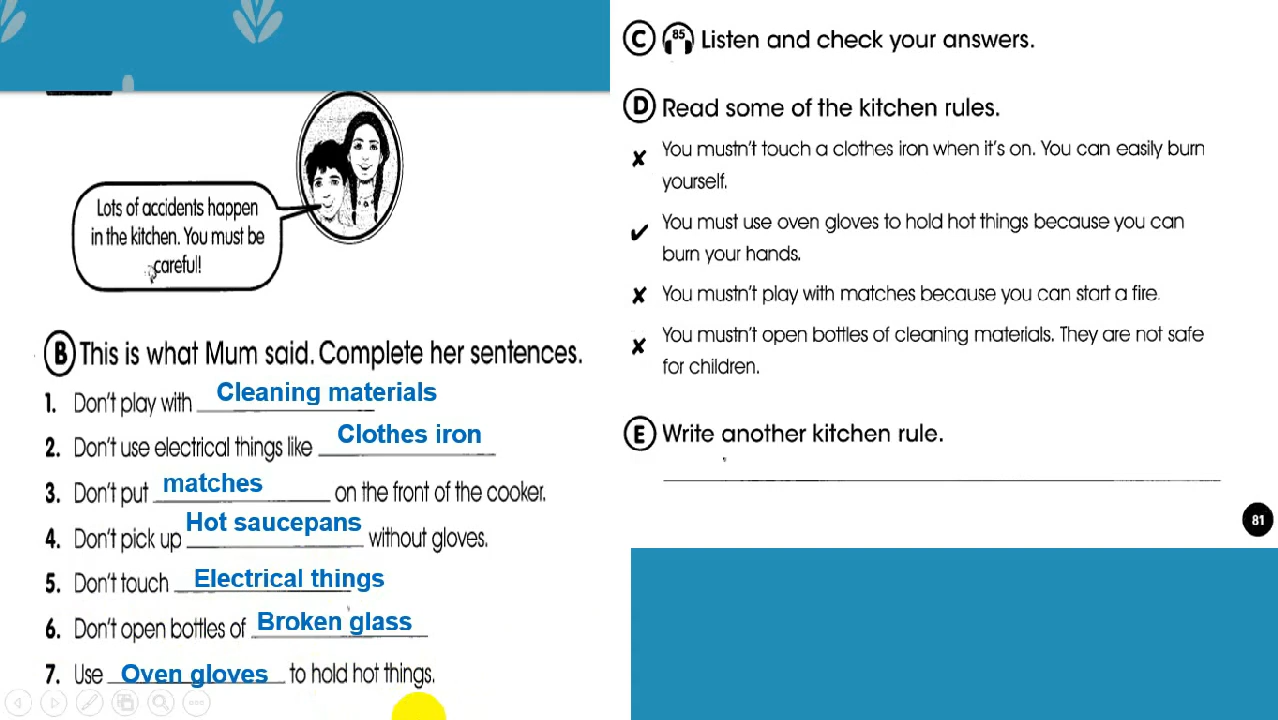 Lots of accidents happen
in the kitchen. You must be
careful!
B This is what Mum said. Complete her sentences.
1. Don't play with Cleaning materials
2. Don't use electrical things like Clothes iron
3. Don't put matches on the front of the cooker.
4. Don't pick up Hot saucepans without gloves.
5. Don't touch Electrical things
6. Don't open bottles of Broken glass
7. Use Oven gloves to hold hot things.
C 85 Listen and check your answers.
D Read some of the kitchen rules.
✗ You mustn't touch a clothes iron when it's on. You can easily burn
yourself.
✓ You must use oven gloves to hold hot things because you can
burn your hands.
✗ You mustn't play with matches because you can start a fire.
✗ You mustn't open bottles of cleaning materials. They are not safe
for children.
E Write another kitchen rule.
81